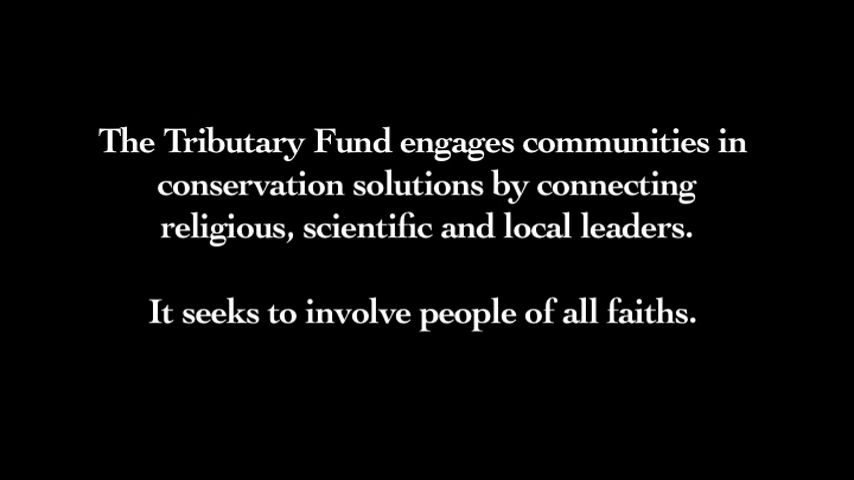 The Tributary Fund engages communities in
conservation solutions by connecting
religious, scientific and local leaders.
It seeks to involve people of all faiths.